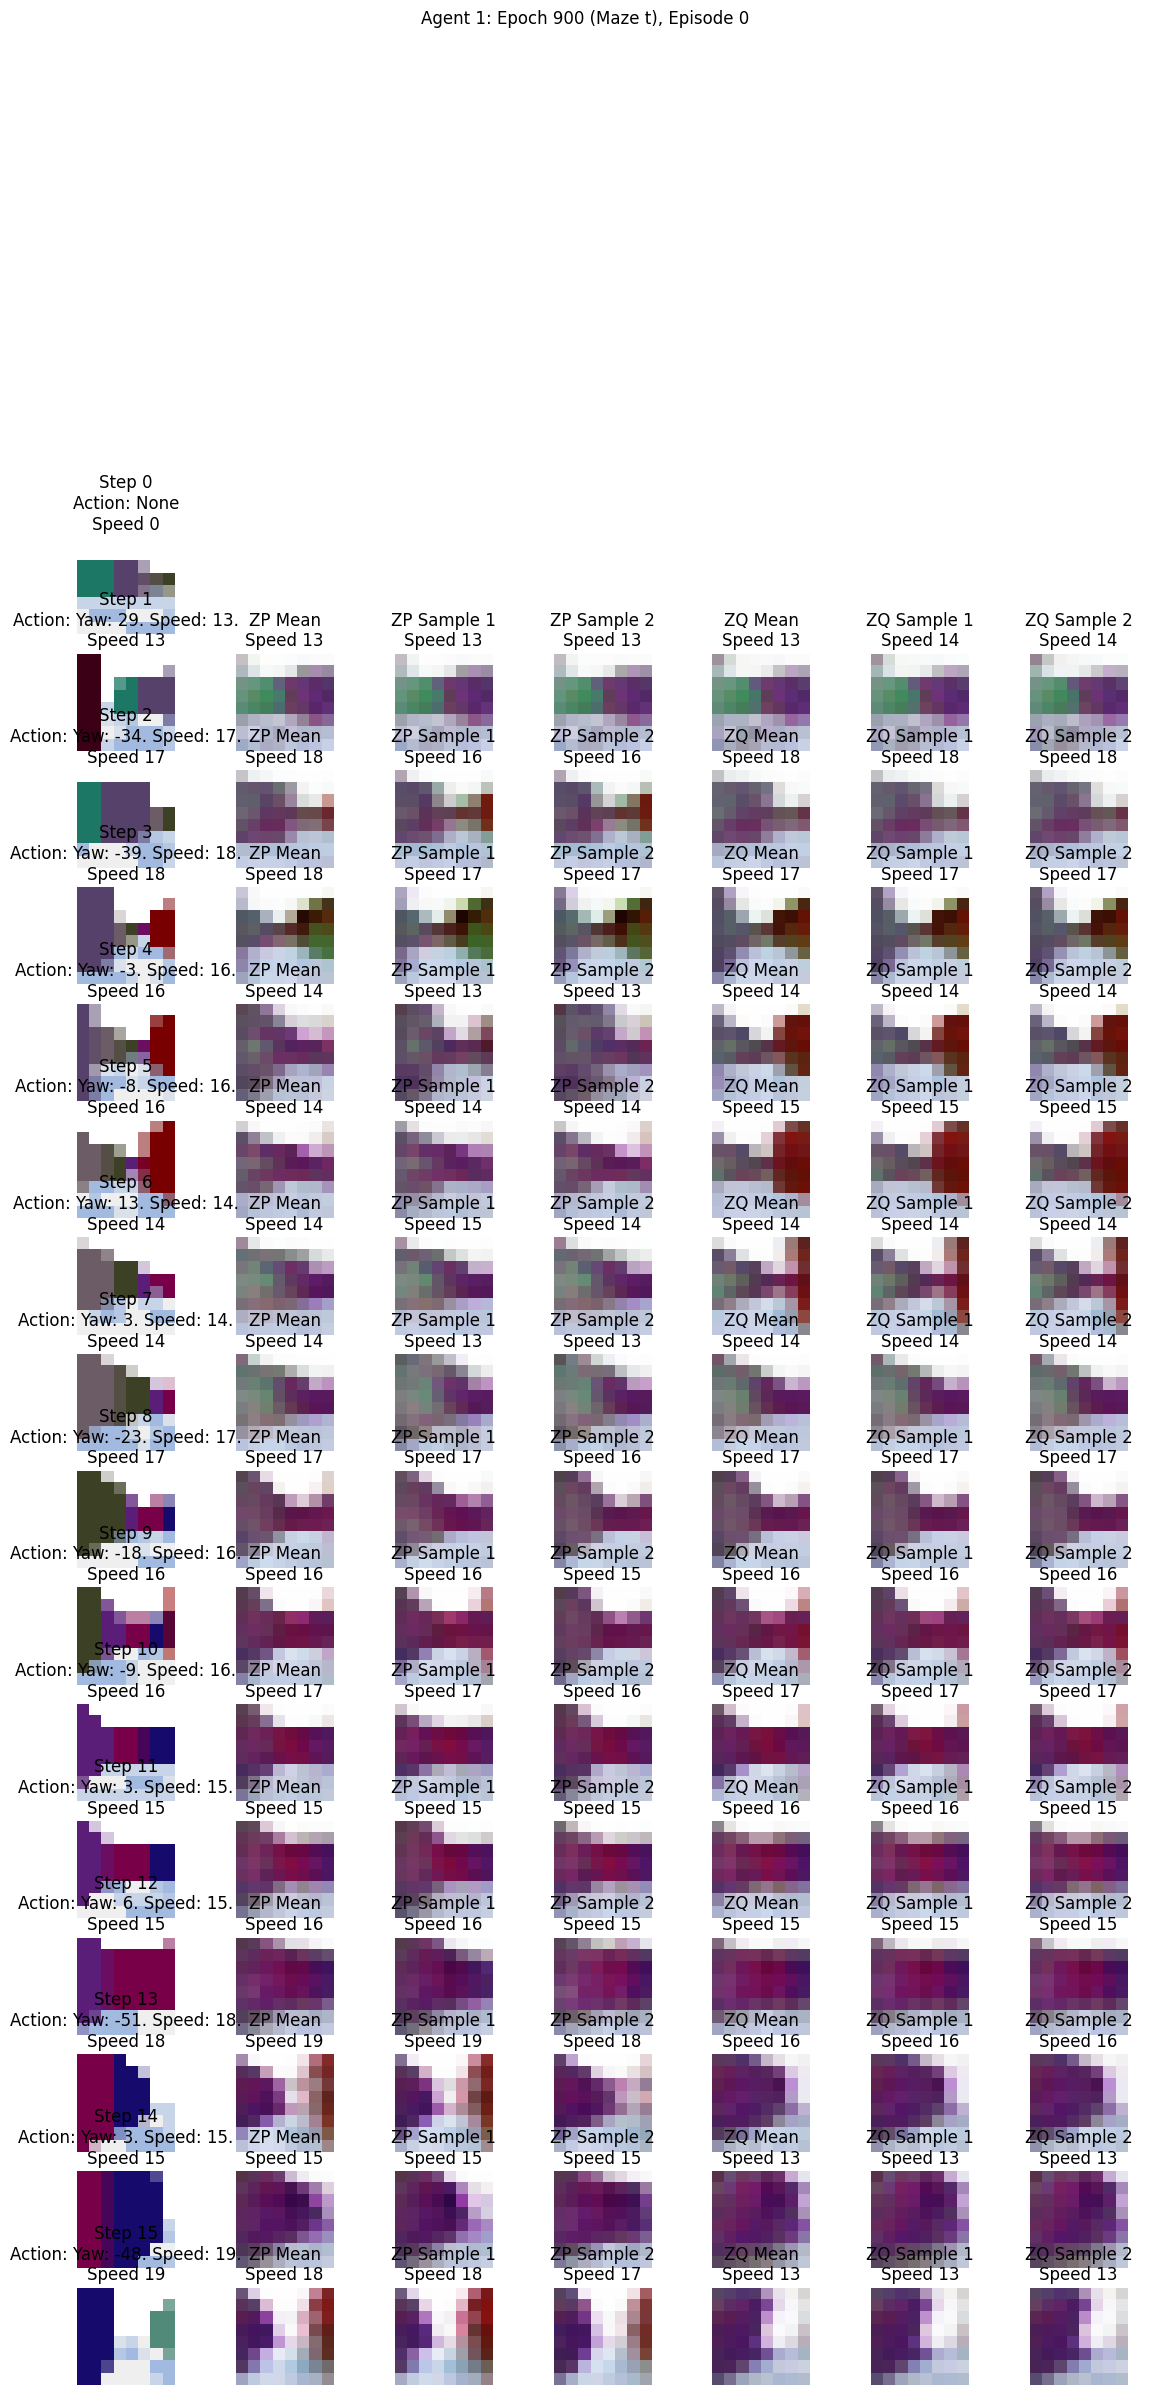 Agent 1: Epoch 900 (Maze t), Episode 0
Step 0
Action: None
Speed 0
Step 1
Action: Yaw: 29. Speed: 13.
Speed 13
ZP Mean
Speed 13
ZP Sample 1
Speed 13
ZP Sample 2
Speed 13
ZQ Mean
Speed 13
ZQ Sample 1
Speed 14
ZQ Sample 2
Speed 14
Step 2
Action: Yaw: -34. Speed: 17.
Speed 17
ZP Mean
Speed 18
ZP Sample 1
Speed 16
ZP Sample 2
Speed 16
ZQ Mean
Speed 18
ZQ Sample 1
Speed 18
ZQ Sample 2
Speed 18
Step 3
Action: Yaw: -39. Speed: 18.
Speed 18
ZP Mean
Speed 18
ZP Sample 1
Speed 17
ZP Sample 2
Speed 17
ZQ Mean
Speed 17
ZQ Sample 1
Speed 17
ZQ Sample 2
Speed 17
Step 4
Action: Yaw: -3. Speed: 16.
Speed 16
ZP Mean
Speed 14
ZP Sample 1
Speed 13
ZP Sample 2
Speed 13
ZQ Mean
Speed 14
ZQ Sample 1
Speed 14
ZQ Sample 2
Speed 14
Step 5
Action: Yaw: -8. Speed: 16.
Speed 16
ZP Mean
Speed 14
ZP Sample 1
Speed 14
ZP Sample 2
Speed 14
ZQ Mean
Speed 15
ZQ Sample 1
Speed 15
ZQ Sample 2
Speed 15
Step 6
Action: Yaw: 13. Speed: 14.
Speed 14
ZP Mean
Speed 14
ZP Sample 1
Speed 15
ZP Sample 2
Speed 14
ZQ Mean
Speed 14
ZQ Sample 1
Speed 14
ZQ Sample 2
Speed 14
Step 7
Action: Yaw: 3. Speed: 14.
Speed 14
ZP Mean
Speed 14
ZP Sample 1
Speed 13
ZP Sample 2
Speed 13
ZQ Mean
Speed 14
ZQ Sample 1
Speed 14
ZQ Sample 2
Speed 14
Step 8
Action: Yaw: -23. Speed: 17.
Speed 17
ZP Mean
Speed 17
ZP Sample 1
Speed 17
ZP Sample 2
Speed 16
ZQ Mean
Speed 17
ZQ Sample 1
Speed 17
ZQ Sample 2
Speed 17
Step 9
Action: Yaw: -18. Speed: 16.
Speed 16
ZP Mean
Speed 16
ZP Sample 1
Speed 16
ZP Sample 2
Speed 15
ZQ Mean
Speed 16
ZQ Sample 1
Speed 16
ZQ Sample 2
Speed 16
Step 10
Action: Yaw: -9. Speed: 16.
Speed 16
ZP Mean
Speed 17
ZP Sample 1
Speed 17
ZP Sample 2
Speed 16
ZQ Mean
Speed 17
ZQ Sample 1
Speed 17
ZQ Sample 2
Speed 17
Step 11
Action: Yaw: 3. Speed: 15.
Speed 15
ZP Mean
Speed 15
ZP Sample 1
Speed 15
ZP Sample 2
Speed 15
ZQ Mean
Speed 16
ZQ Sample 1
Speed 16
ZQ Sample 2
Speed 15
Step 12
Action: Yaw: 6. Speed: 15.
Speed 15
ZP Mean
Speed 16
ZP Sample 1
Speed 16
ZP Sample 2
Speed 15
ZQ Mean
Speed 15
ZQ Sample 1
Speed 15
ZQ Sample 2
Speed 15
Step 13
Action: Yaw: -51. Speed: 18.
Speed 18
ZP Mean
Speed 19
ZP Sample 1
Speed 19
ZP Sample 2
Speed 18
ZQ Mean
Speed 16
ZQ Sample 1
Speed 16
ZQ Sample 2
Speed 16
Step 14
Action: Yaw: 3. Speed: 15.
Speed 15
ZP Mean
Speed 15
ZP Sample 1
Speed 15
ZP Sample 2
Speed 15
ZQ Mean
Speed 13
ZQ Sample 1
Speed 13
ZQ Sample 2
Speed 13
Step 15
Action: Yaw: -48. Speed: 19.
Speed 19
ZP Mean
Speed 18
ZP Sample 1
Speed 18
ZP Sample 2
Speed 17
ZQ Mean
Speed 13
ZQ Sample 1
Speed 13
ZQ Sample 2
Speed 13